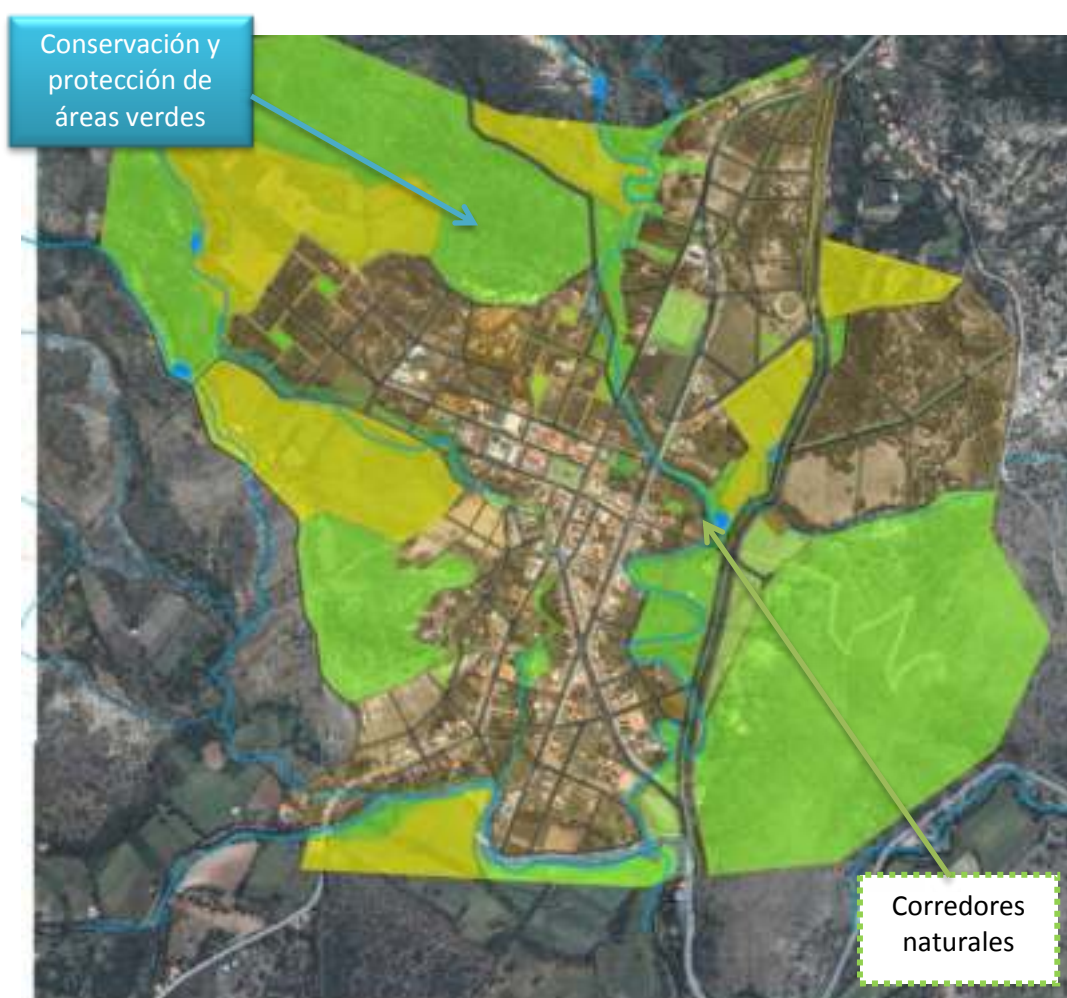 Conservación y
protección de
áreas verdes
Corredores
naturales